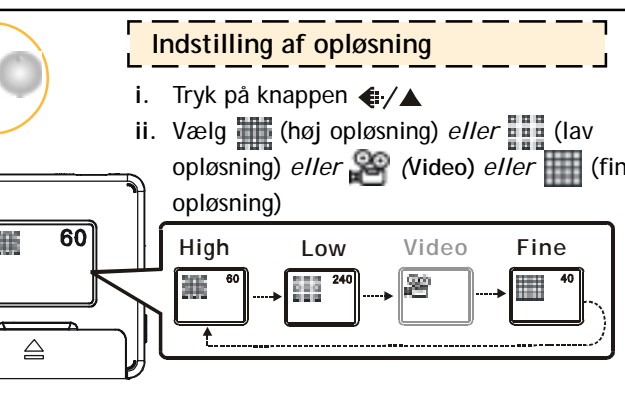 Indstilling af opløsning
i. Tryk på knappen /▲
ii. Vælg (høj opløsning) eller (lav
opløsning) eller (Video) eller (fin
opløsning)
60
High Low Video Fine
60 240 40